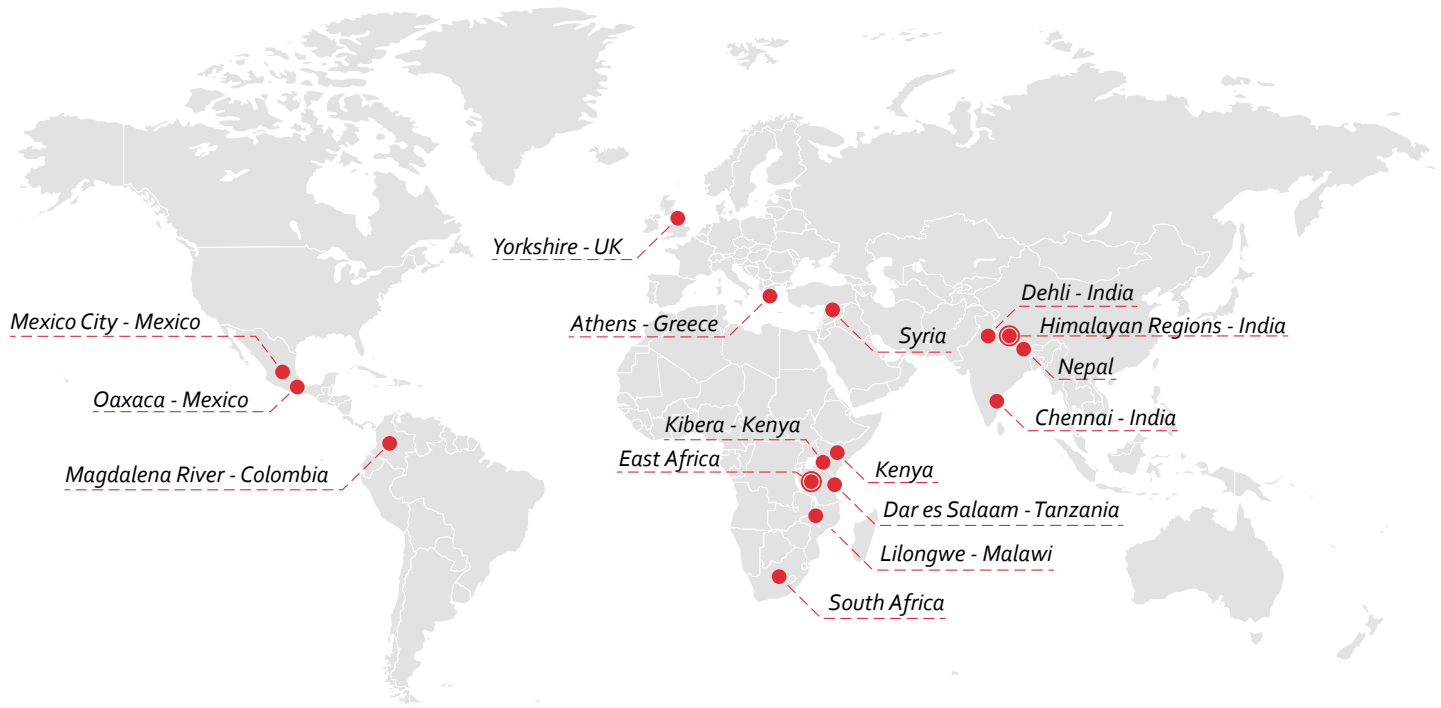 Yorkshire - UK
Dehli - India
Mexico City - Mexico
Athens - Greece
Syria
Himalayan Regions - India
Nepal
Oaxaca - Mexico
Chennai - India
Kibera - Kenya
East Africa
Kenya
Magdalena River - Colombia
Dar es Salaam - Tanzania
Lilongwe - Malawi
South Africa